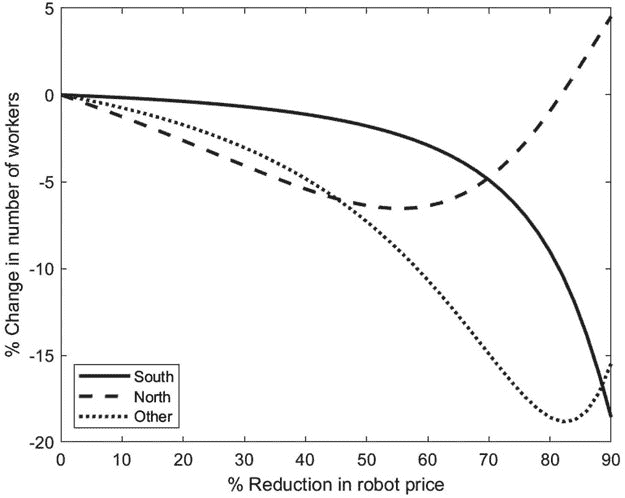 5
0
-5
-10
-15
-20
% Change in number of workers
South
North
Other
0 10 20 30 40 50 60 70 80 90
% Reduction in robot price